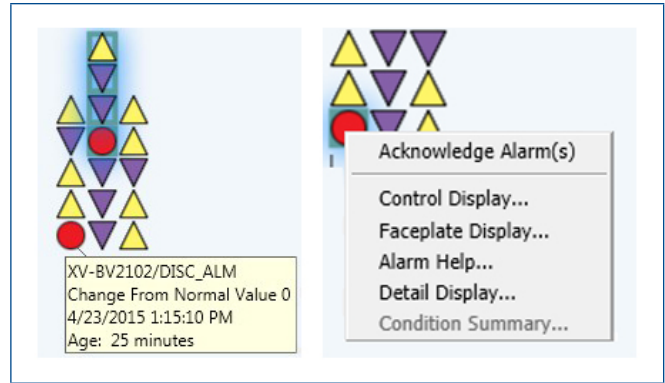 XV-BV2102/DISC_ALM
Change From Normal Value 0
4/23/2015 1:15:10 PM
Age: 25 minutes
Acknowledge Alarm(s)
Control Display...
Faceplate Display...
Alarm Help...
Detail Display...
Condition Summary...